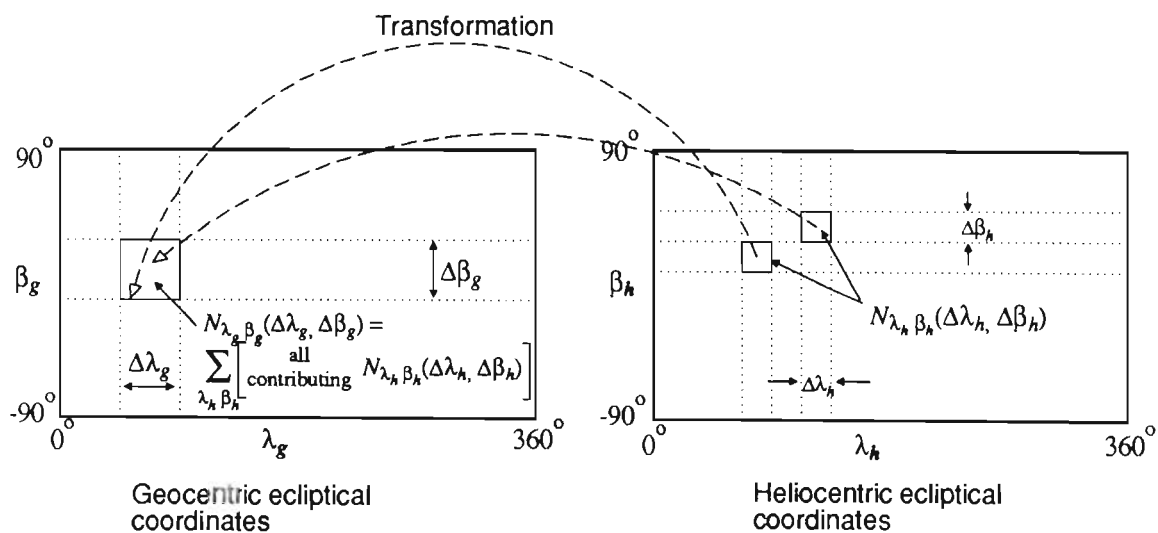 Transformation
90°
β_g
-90°
0°
λ_g
360°
Δλ_g
Δβ_g
N_{λ_g β_g}(Δλ_g, Δβ_g) =
∑_{λ_h β_h} [ all contributing N_{λ_h β_h}(Δλ_h, Δβ_h) ]
Geocentric ecliptical
coordinates
90°
β_h
-90°
0°
λ_h
360°
Δβ_h
N_{λ_h β_h}(Δλ_h, Δβ_h)
Δλ_h
Heliocentric ecliptical
coordinates